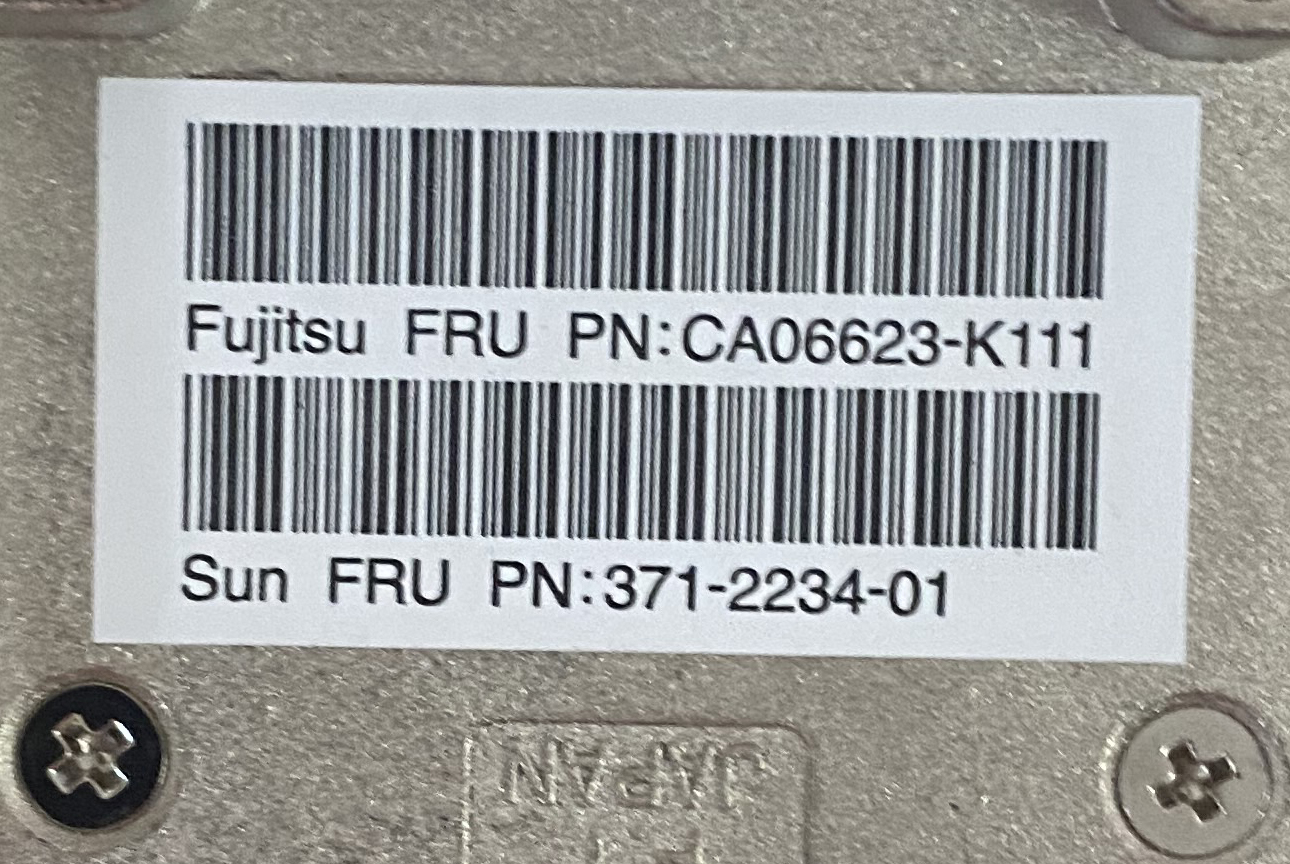 Fujitsu FRU PN:CA06623-K111
Sun FRU PN:371-2234-01
JAPAN